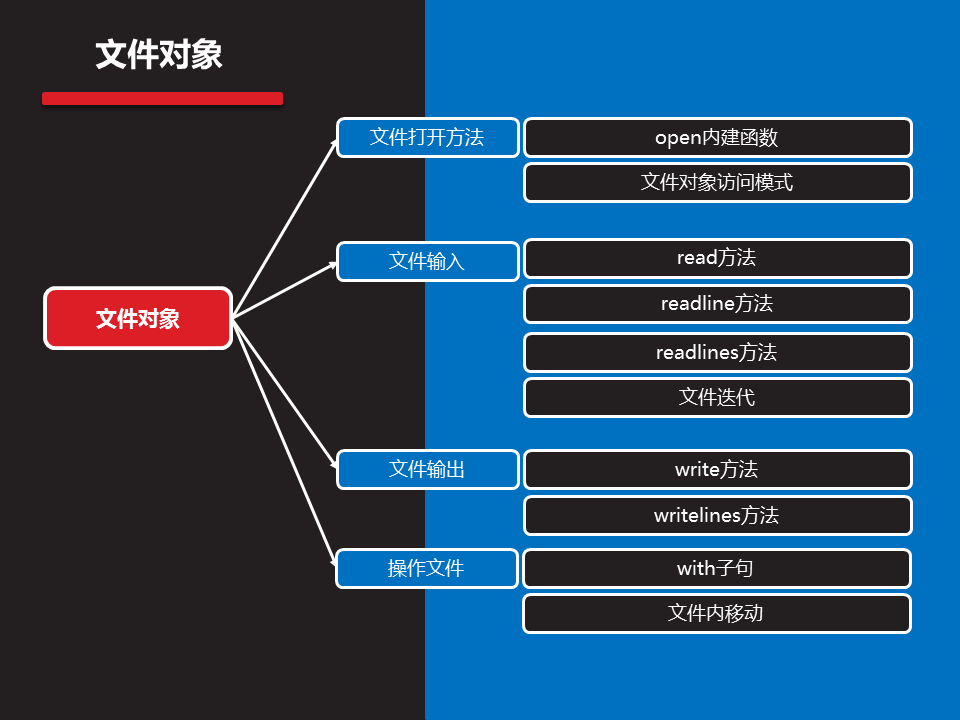 文件对象
文件对象
文件打开方法
open内建函数
文件对象访问模式
文件输入
read方法
readline方法
readlines方法
文件迭代
文件输出
write方法
writelines方法
操作文件
with子句
文件内移动